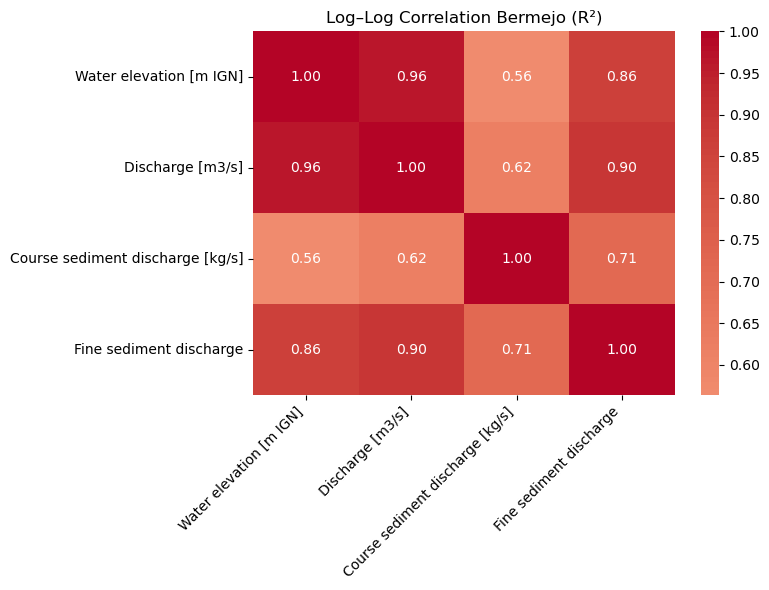 Log–Log Correlation Bermejo (R²)
Water elevation [m IGN]
1.00 0.96 0.56 0.86
Discharge [m3/s]
0.96 1.00 0.62 0.90
Course sediment discharge [kg/s]
0.56 0.62 1.00 0.71
Fine sediment discharge
0.86 0.90 0.71 1.00
Water elevation [m IGN]
Discharge [m3/s]
Course sediment discharge [kg/s]
Fine sediment discharge
1.00
0.95
0.90
0.85
0.80
0.75
0.70
0.65
0.60